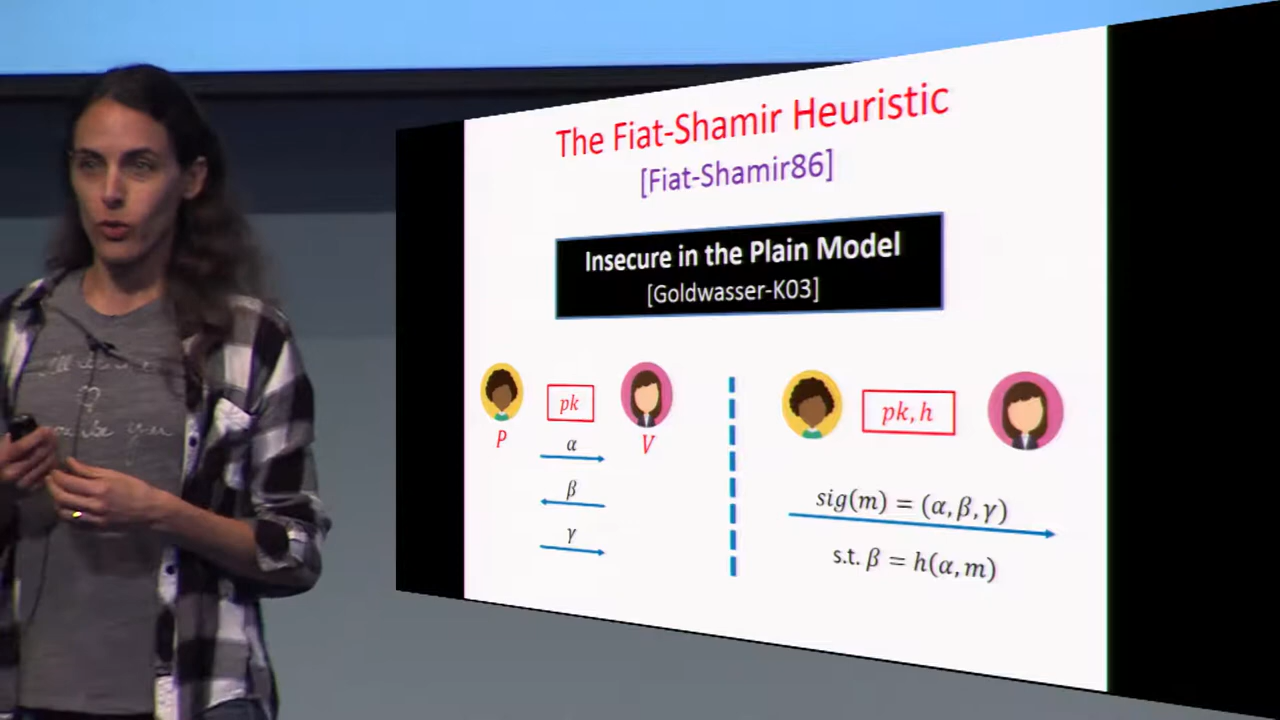 The Fiat-Shamir Heuristic
[Fiat-Shamir86]
Insecure in the Plain Model
[Goldwasser-K03]
pk
P
V
α
β
γ
pk, h
sig(m) = (α, β, γ)
s.t. β = h(α, m)